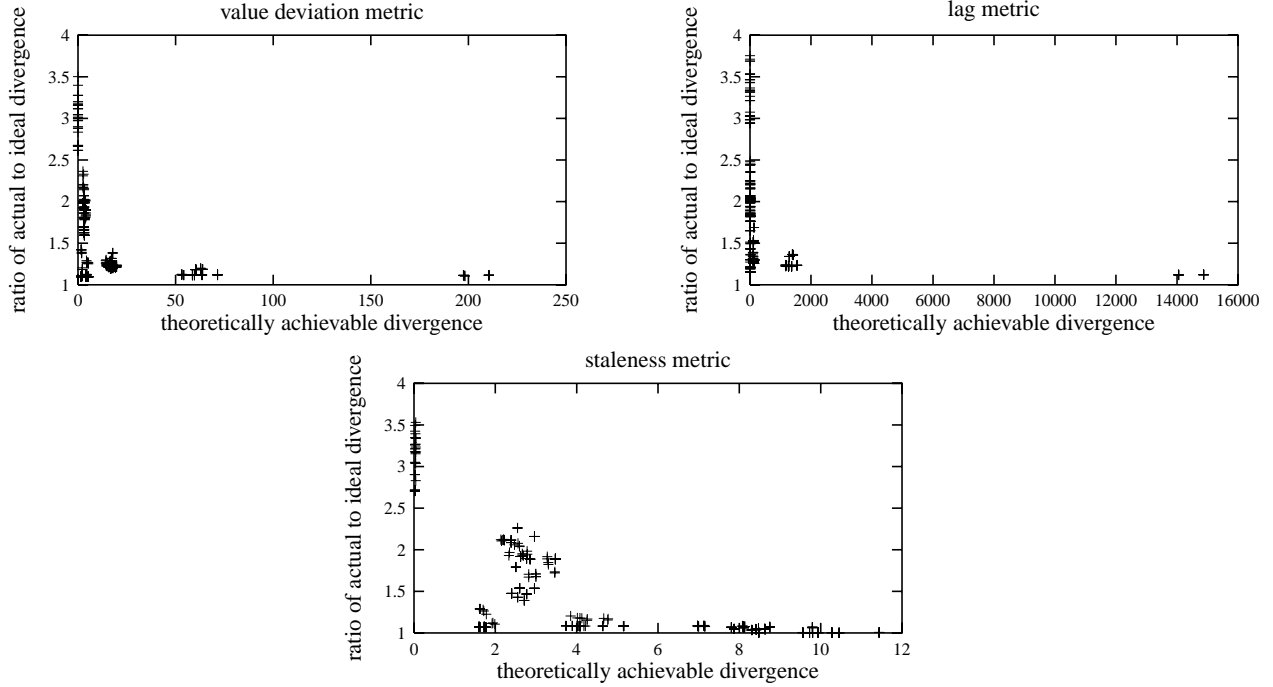 value deviation metric
ratio of actual to ideal divergence
4
3.5
3
2.5
2
1.5
1
0 50 100 150 200 250
theoretically achievable divergence
lag metric
ratio of actual to ideal divergence
4
3.5
3
2.5
2
1.5
1
0 2000 4000 6000 8000 10000 12000 14000 16000
theoretically achievable divergence
staleness metric
ratio of actual to ideal divergence
4
3.5
3
2.5
2
1.5
1
0 2 4 6 8 10 12
theoretically achievable divergence